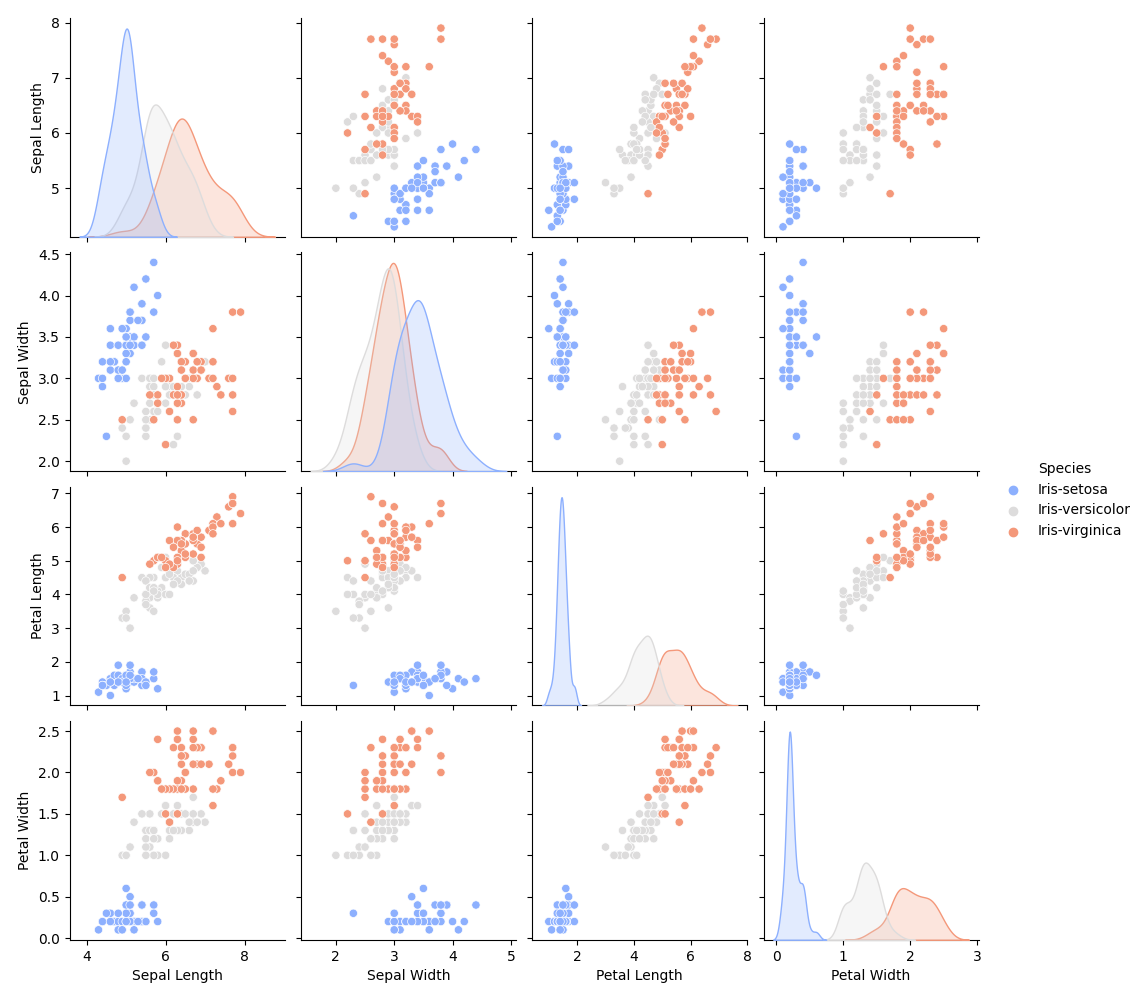 8
7
6
5
Sepal Length
4.5
4.0
3.5
3.0
2.5
2.0
Sepal Width
Species
Iris-setosa
Iris-versicolor
Iris-virginica
7
6
5
4
3
2
1
Petal Length
2.5
2.0
1.5
1.0
0.5
0.0
Petal Width
4 6 8
2 3 4 5
2 4 6 8
0 1 2 3
Sepal Length
Sepal Width
Petal Length
Petal Width